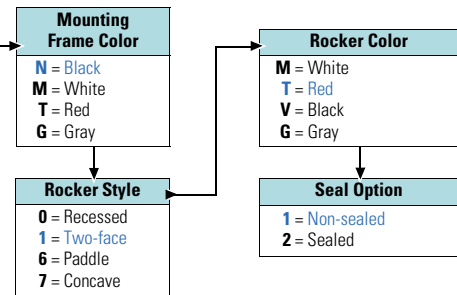 Mounting
Frame Color
N = Black
M = White
T = Red
G = Gray
Rocker Style
0 = Recessed
1 = Two-face
6 = Paddle
7 = Concave
Rocker Color
M = White
T = Red
V = Black
G = Gray
Seal Option
1 = Non-sealed
2 = Sealed